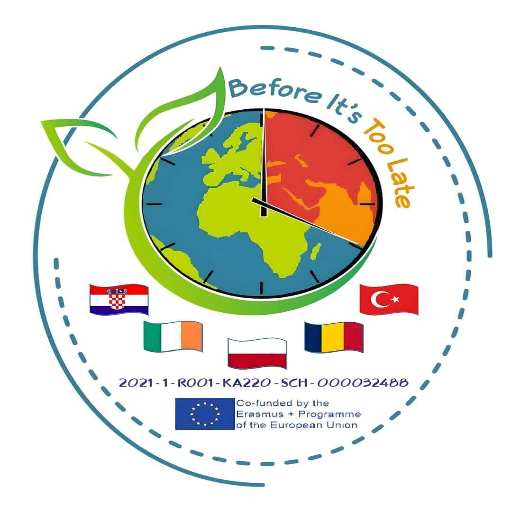 Before It's Too Late
2021-1-RO01-KA220-SCH-000032488
Co-funded by the
Erasmus + Programme
of the European Union